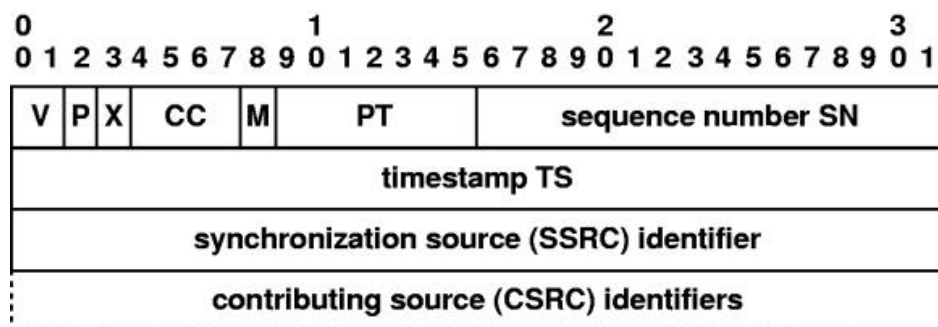 0 1 2 3
0 1 2 3 4 5 6 7 8 9 0 1 2 3 4 5 6 7 8 9 0 1 2 3 4 5 6 7 8 9 0 1
V P X CC M PT sequence number SN
timestamp TS
synchronization source (SSRC) identifier
contributing source (CSRC) identifiers